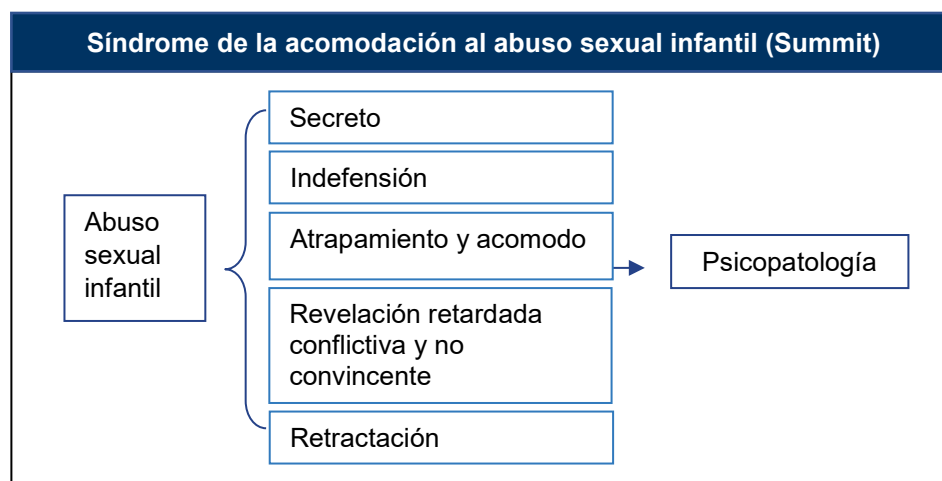 Síndrome de la acomodación al abuso sexual infantil (Summit)
Secreto
Indefensión
Abuso
sexual
infantil
Atrapamiento y acomodo
Psicopatología
Revelación retardada
conflictiva y no
convincente
Retractación